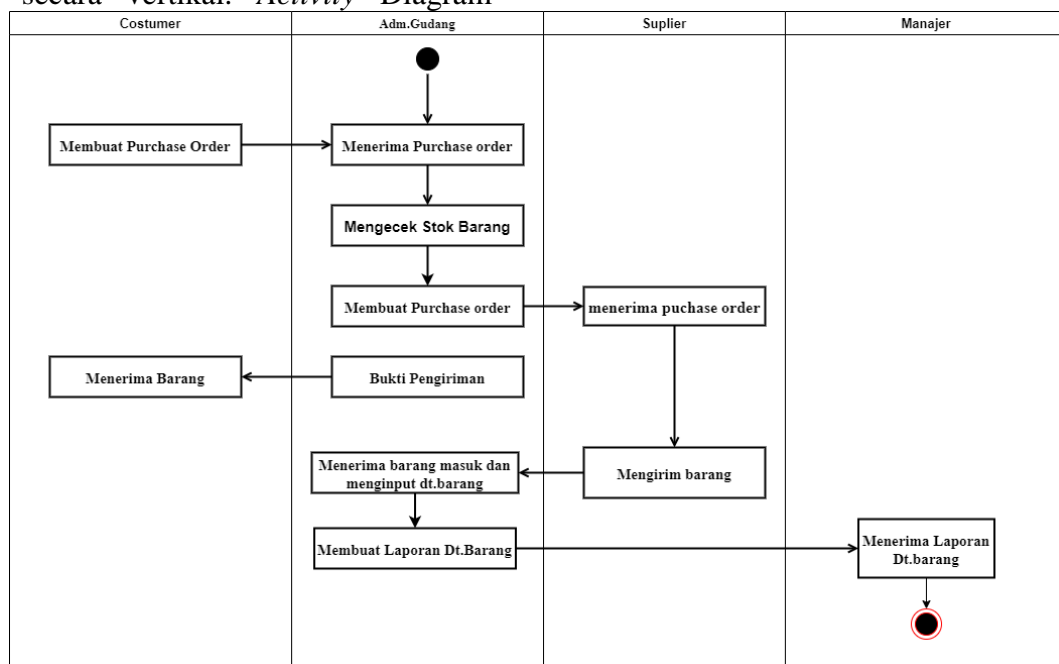 secara vertikal. Activity Diagram
Costumer
Adm.Gudang
Suplier
Manajer
Membuat Purchase Order
Menerima Purchase order
Mengecek Stok Barang
Membuat Purchase order
menerima puchase order
Menerima Barang
Bukti Pengiriman
Menerima barang masuk dan
menginput dt.barang
Mengirim barang
Membuat Laporan Dt.Barang
Menerima Laporan
Dt.barang